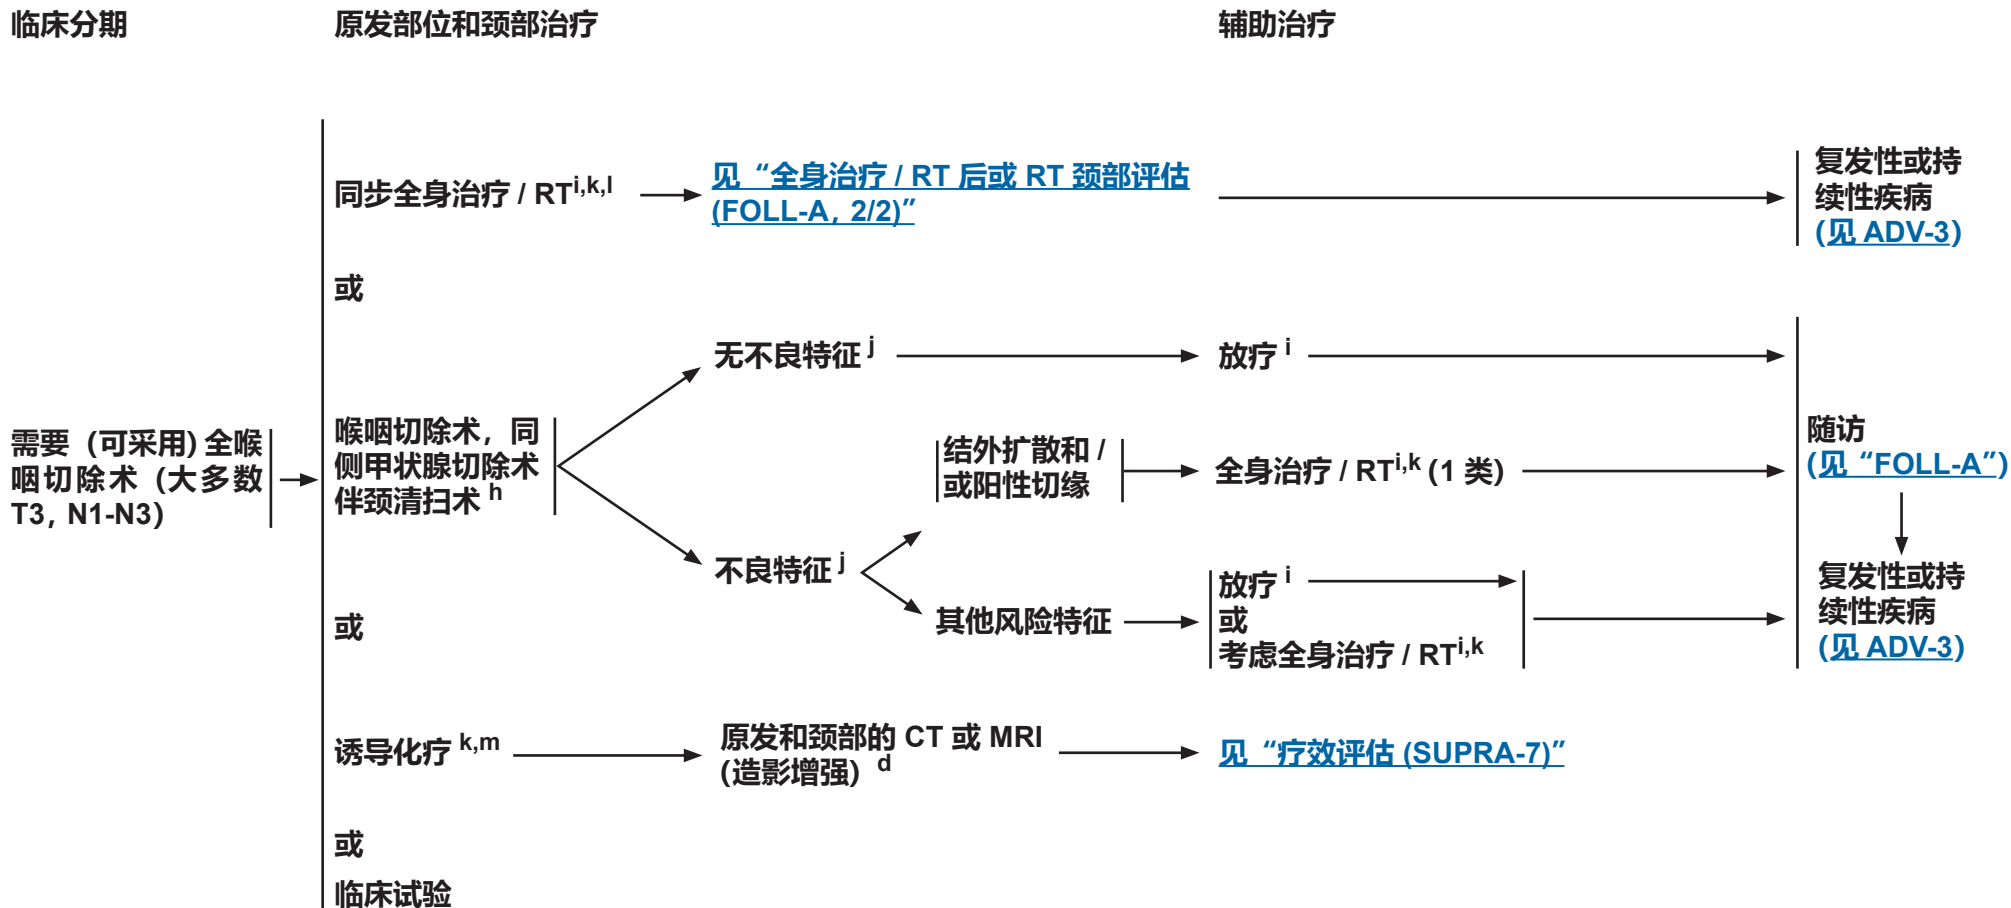 临床分期
原发部位和颈部治疗
辅助治疗
同步全身治疗 / RTi,k,l
见 “全身治疗 / RT 后或 RT 颈部评估
(FOLL-A, 2/2)”
复发性或持
续性疾病
(见 ADV-3)
或
需要 (可采用) 全喉
咽切除术 (大多数
T3, N1-N3)
喉咽切除术, 同
侧甲状腺切除术
伴颈清扫术 h
无不良特征 j
放疗 i
不良特征 j
结外扩散和 /
或阳性切缘
全身治疗 / RTi,k (1 类)
其他风险特征
放疗 i
或
考虑全身治疗 / RTi,k
随访
(见 “FOLL-A”)
复发性或持
续性疾病
(见 ADV-3)
或
诱导化疗 k,m
原发和颈部的 CT 或 MRI
(造影增强) d
见 “疗效评估 (SUPRA-7)”
或
临床试验